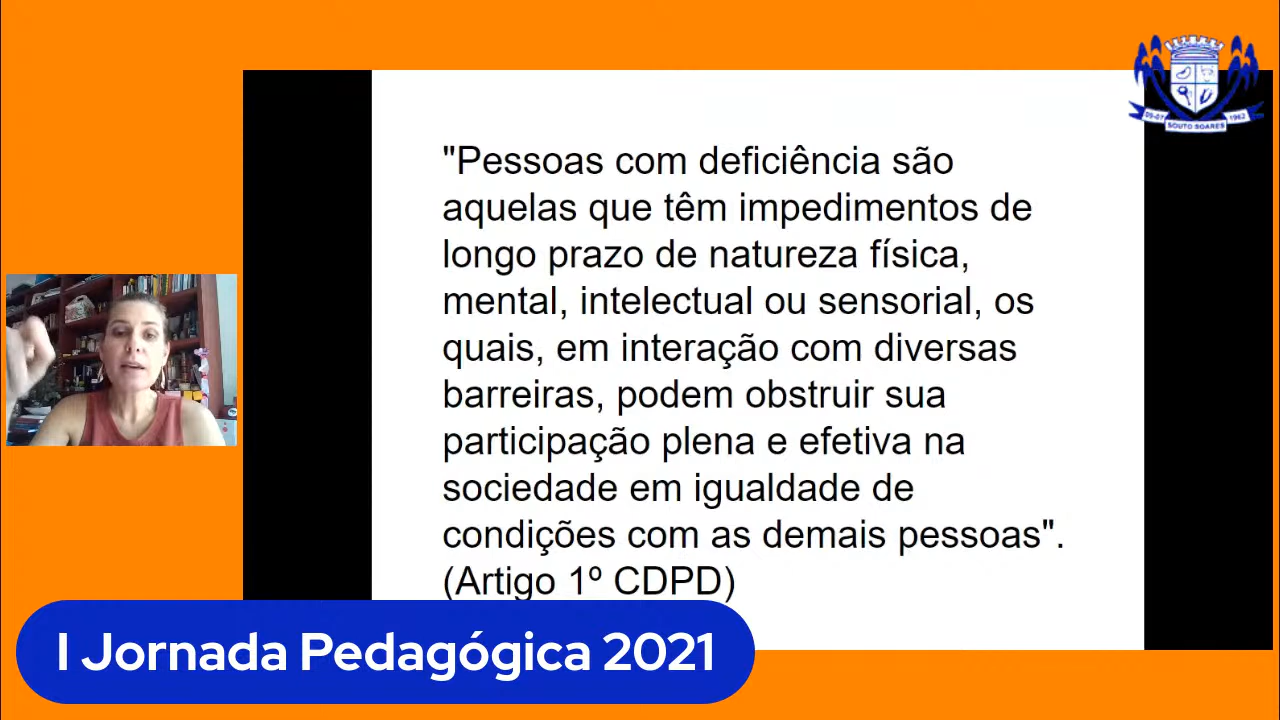 "Pessoas com deficiência são
aquelas que têm impedimentos de
longo prazo de natureza física,
mental, intelectual ou sensorial, os
quais, em interação com diversas
barreiras, podem obstruir sua
participação plena e efetiva na
sociedade em igualdade de
condições com as demais pessoas".
(Artigo 1º CDPD)
I Jornada Pedagógica 2021
09-07 SOUTO SOARES 1962